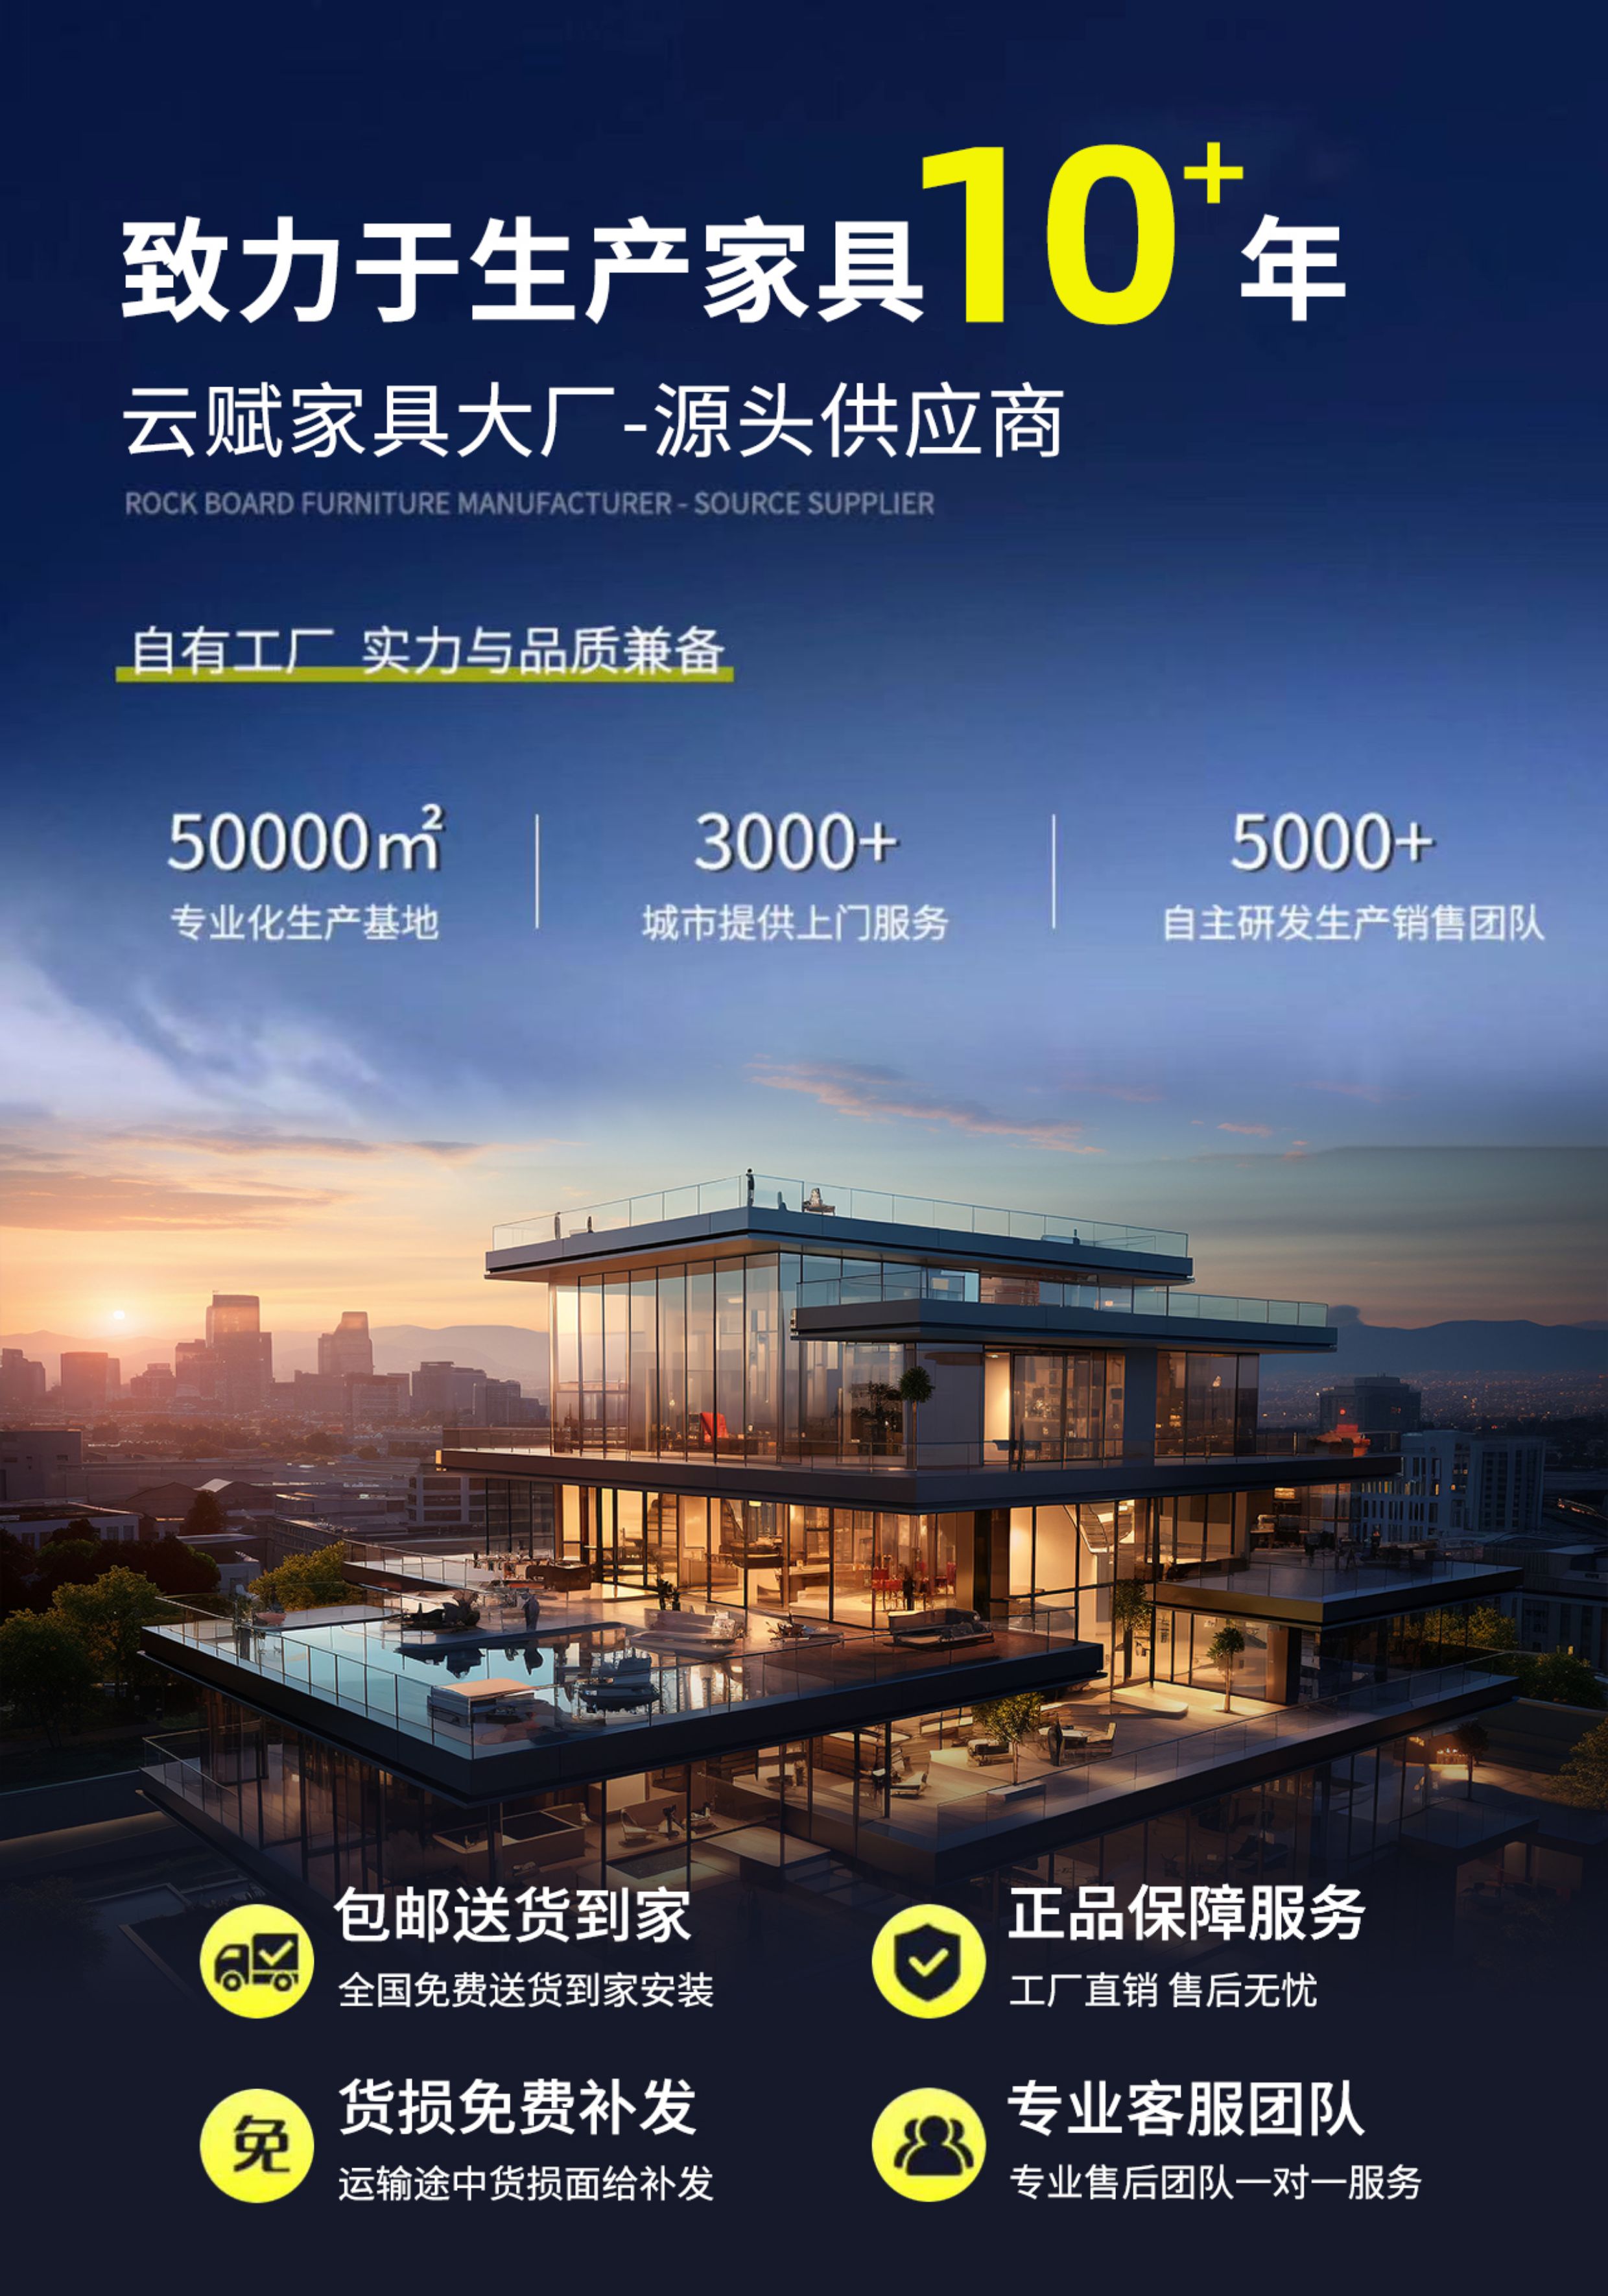 致力于生产家具10+年
云赋家具大厂-源头供应商
ROCK BOARD FURNITURE MANUFACTURER - SOURCE SUPPLIER
自有工厂 实力与品质兼备
50000㎡
专业化生产基地
3000+
城市提供上门服务
5000+
自主研发生产销售团队
包邮送货到家
全国免费送货到家安装
正品保障服务
工厂直销 售后无忧
免
货损免费补发
运输途中货损面给补发
专业客服团队
专业售后团队一对一服务